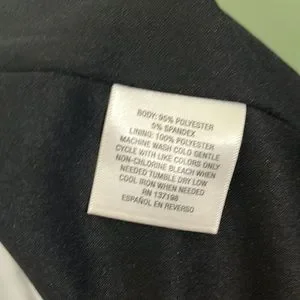 BODY: 95% POLYESTER
5% SPANDEX
LINING: 100% POLYESTER
MACHINE WASH COLD GENTLE
CYCLE WITH LIKE COLORS ONLY
NON-CHLORINE BLEACH WHEN
NEEDED TUMBLE DRY LOW
COOL IRON WHEN NEEDED
RN 137198
ESPAÑOL EN REVERSO